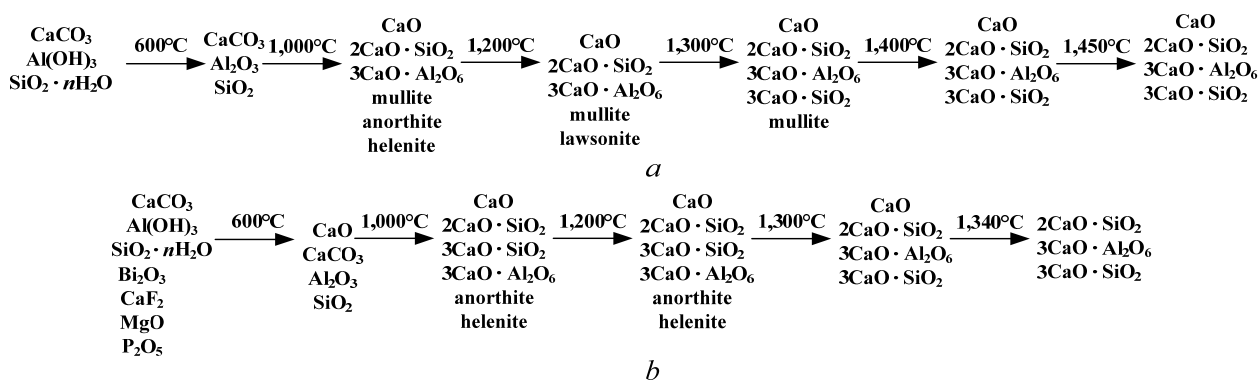 CaCO₃
Al(OH)₃
SiO₂ · nH₂O
600°C
CaCO₃
Al₂O₃
SiO₂
1,000°C
CaO
2CaO · SiO₂
3CaO · Al₂O₆
mullite
anorthite
helenite
1,200°C
CaO
2CaO · SiO₂
3CaO · Al₂O₆
mullite
lawsonite
1,300°C
CaO
2CaO · SiO₂
3CaO · Al₂O₆
3CaO · SiO₂
mullite
1,400°C
CaO
2CaO · SiO₂
3CaO · Al₂O₆
3CaO · SiO₂
1,450°C
CaO
2CaO · SiO₂
3CaO · Al₂O₆
3CaO · SiO₂
a
CaCO₃
Al(OH)₃
SiO₂ · nH₂O
Bi₂O₃
CaF₂
MgO
P₂O₅
600°C
CaO
CaCO₃
Al₂O₃
SiO₂
1,000°C
CaO
2CaO · SiO₂
3CaO · SiO₂
3CaO · Al₂O₆
anorthite
helenite
1,200°C
CaO
2CaO · SiO₂
3CaO · SiO₂
3CaO · Al₂O₆
anorthite
helenite
1,300°C
CaO
2CaO · SiO₂
3CaO · Al₂O₆
3CaO · SiO₂
1,340°C
2CaO · SiO₂
3CaO · Al₂O₆
3CaO · SiO₂
b